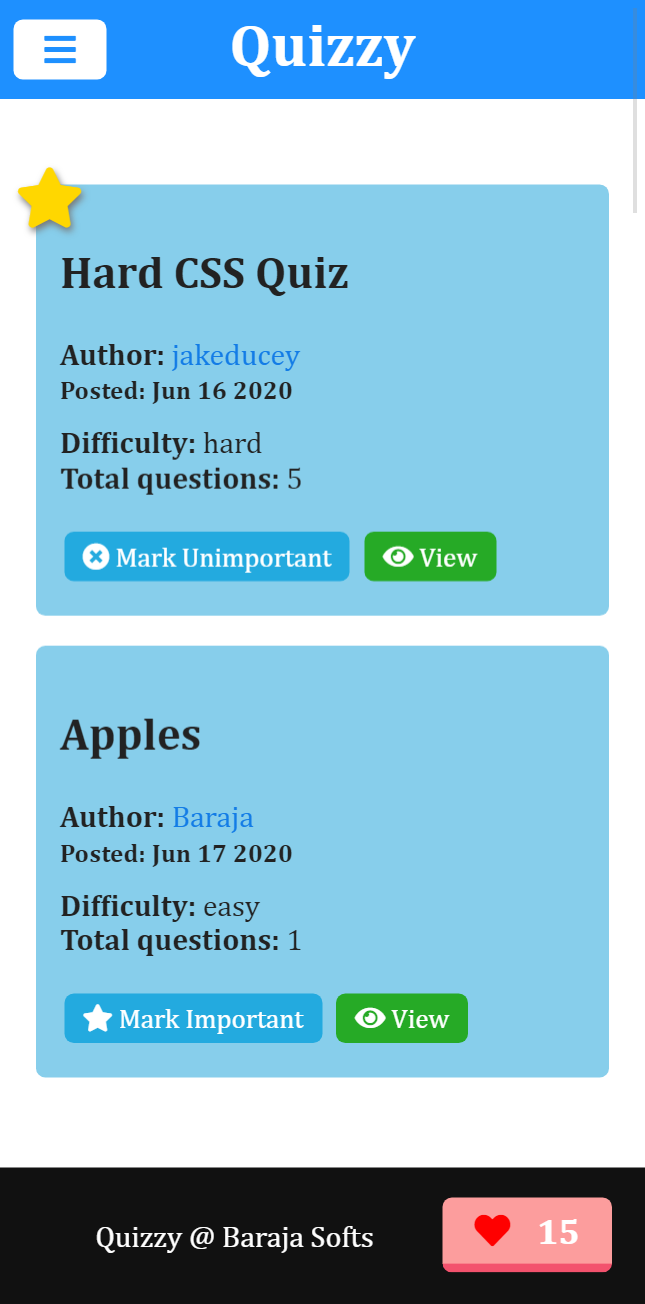 Quizzy
Hard CSS Quiz
Author: jakeducey
Posted: Jun 16 2020
Difficulty: hard
Total questions: 5
Mark Unimportant View
Apples
Author: Baraja
Posted: Jun 17 2020
Difficulty: easy
Total questions: 1
Mark Important View
Quizzy @ Baraja Softs 15